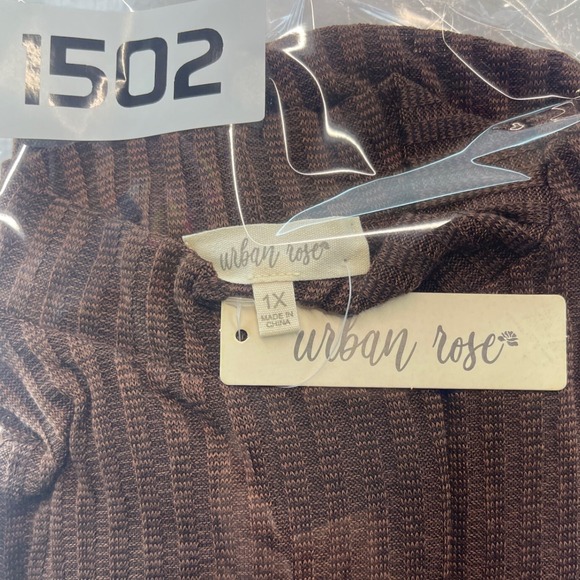 1502
urban rose
1X
MADE IN
CHINA
urban rose